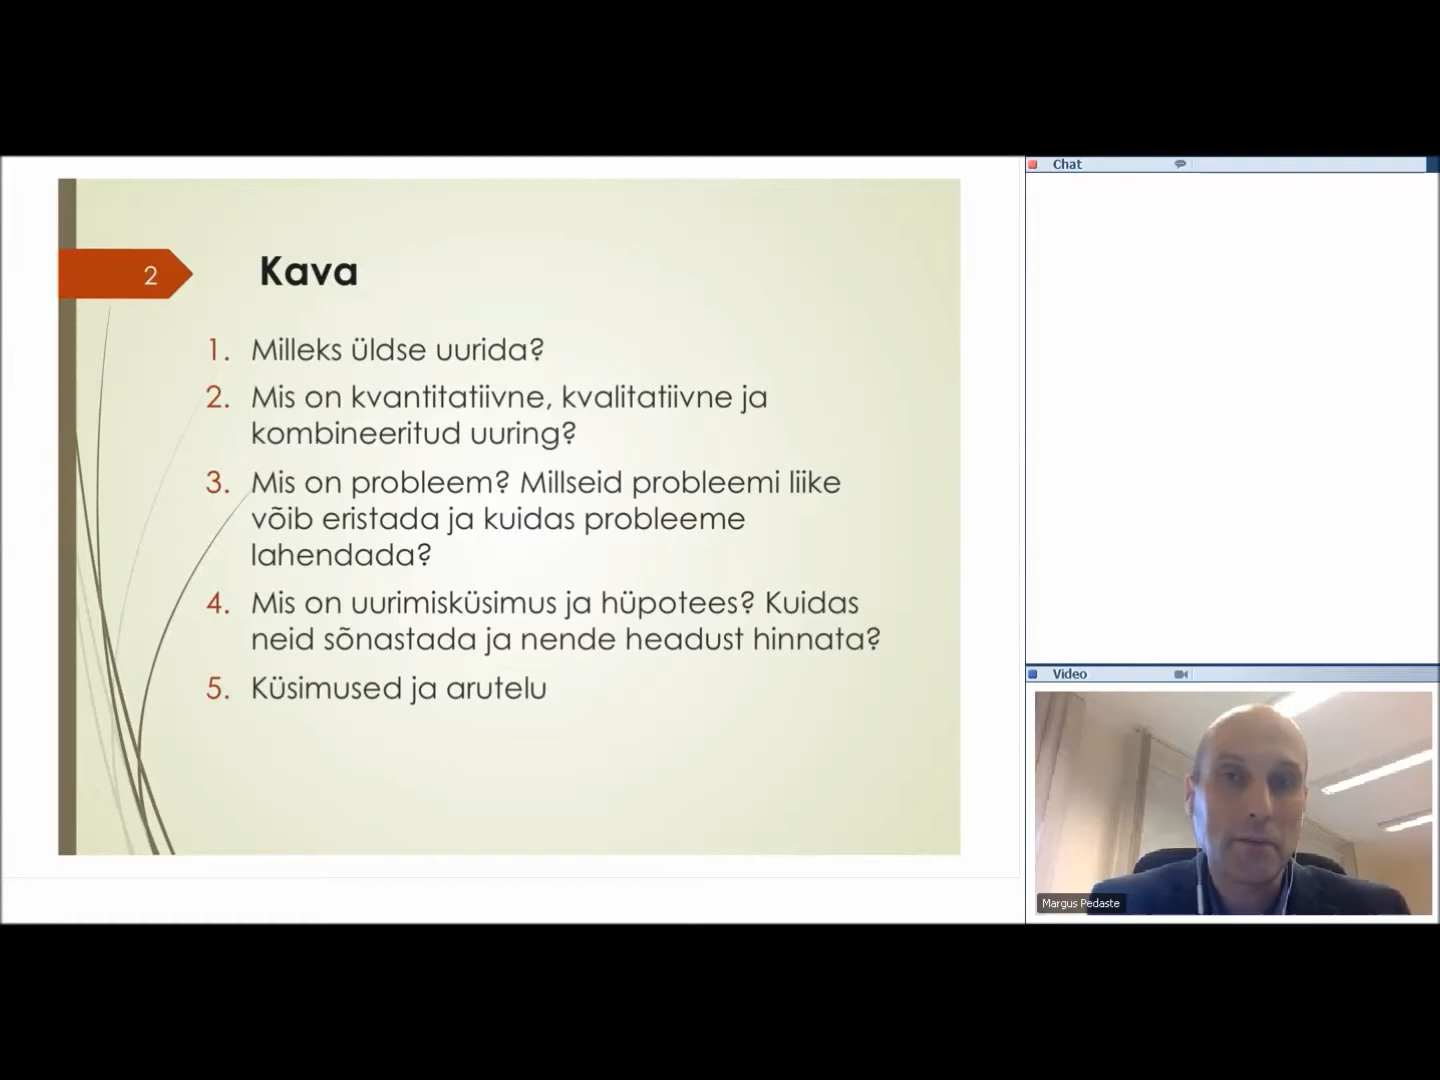 2
Kava
1. Milleks üldse uurida?
2. Mis on kvantitatiivne, kvalitatiivne ja
kombineeritud uuring?
3. Mis on probleem? Millseid probleemi liike
võib eristada ja kuidas probleeme
lahendada?
4. Mis on uurimisküsimus ja hüpotees? Kuidas
neid sõnastada ja nende headust hinnata?
5. Küsimused ja arutelu
Chat
Video
Margus Pedaste